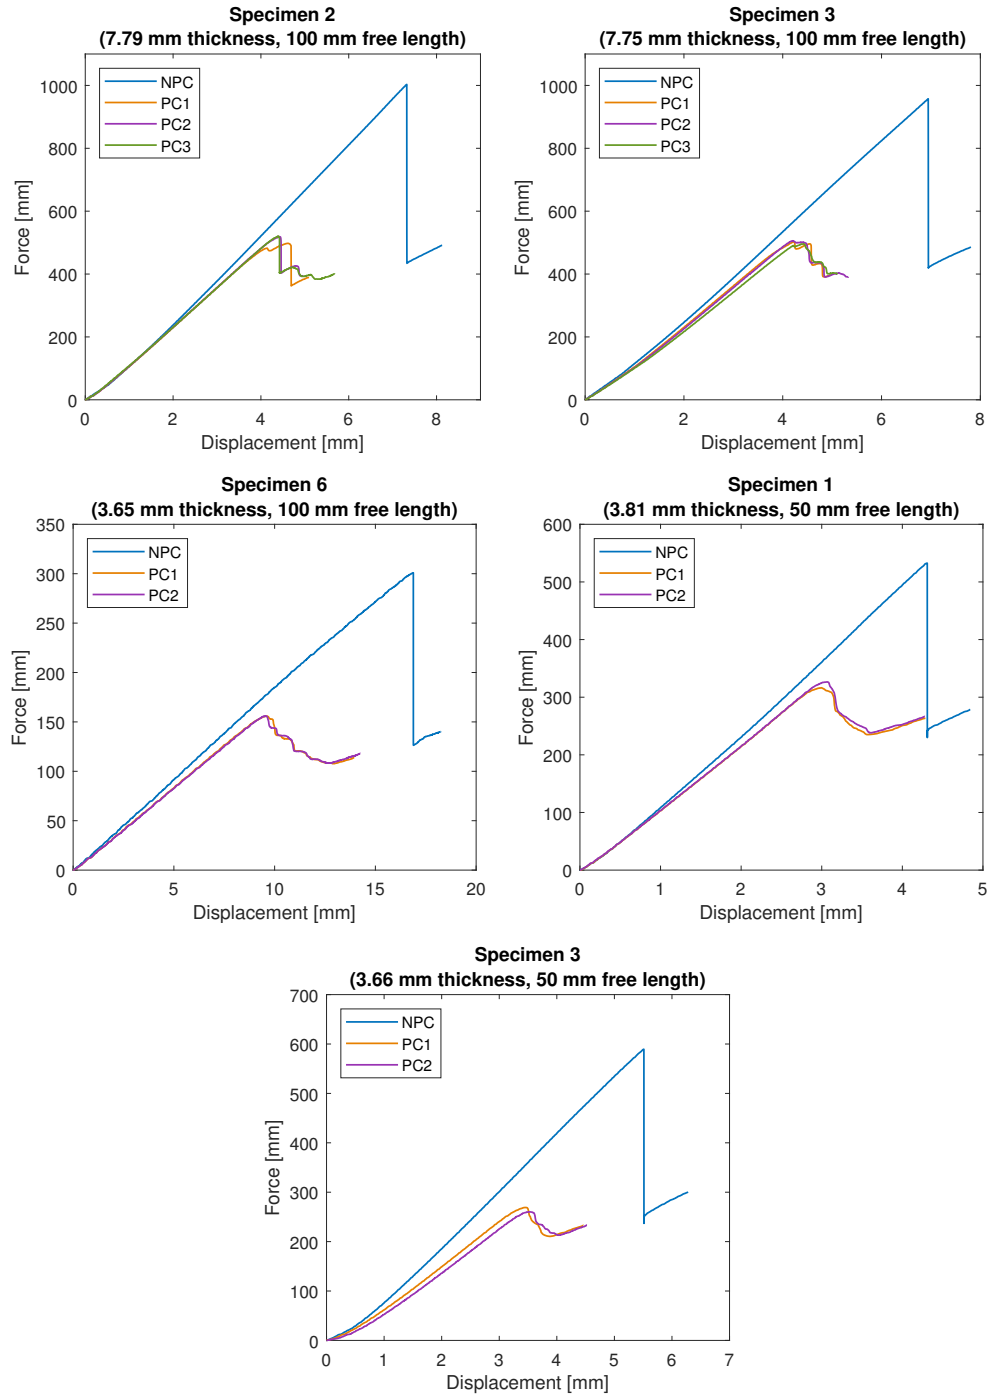 Specimen 2
(7.79 mm thickness, 100 mm free length)
Force [mm]
1000
800
600
400
200
0
NPC
PC1
PC2
PC3
0 2 4 6 8
Displacement [mm]
Specimen 3
(7.75 mm thickness, 100 mm free length)
Force [mm]
1000
800
600
400
200
0
NPC
PC1
PC2
PC3
0 2 4 6 8
Displacement [mm]
Specimen 6
(3.65 mm thickness, 100 mm free length)
Force [mm]
350
300
250
200
150
100
50
0
NPC
PC1
PC2
0 5 10 15 20
Displacement [mm]
Specimen 1
(3.81 mm thickness, 50 mm free length)
Force [mm]
600
500
400
300
200
100
0
NPC
PC1
PC2
0 1 2 3 4 5
Displacement [mm]
Specimen 3
(3.66 mm thickness, 50 mm free length)
Force [mm]
700
600
500
400
300
200
100
0
NPC
PC1
PC2
0 1 2 3 4 5 6 7
Displacement [mm]